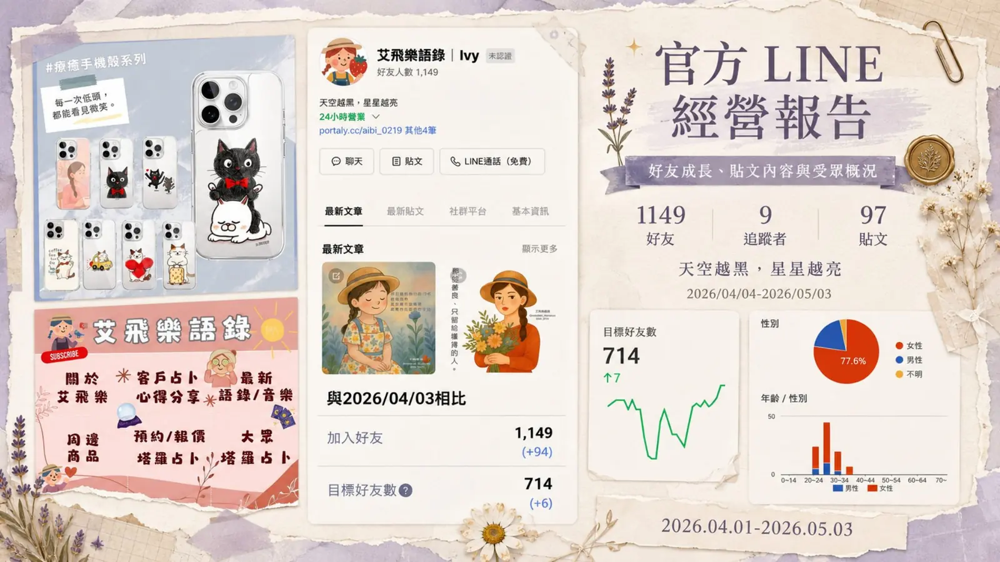 #療癒手機殼系列
每一次低頭，
都能看見微笑。
艾飛樂語錄
SUBSCRIBE
關於
艾飛樂
客戶占卜
心得分享
最新
語錄/音樂
周邊
商品
預約/報價
塔羅占卜
大眾
塔羅占卜
艾飛樂語錄｜Ivy 未認證
好友人數 1,149
天空越黑，星星越亮
24小時營業
portaly.cc/aibi_0219 其他4筆
聊天
貼文
LINE通話（免費）
最新文章 最新貼文 社群平台 基本資訊
最新文章 顯示更多
善良、只留給懂得的人。
與2026/04/03相比
加入好友 1,149
(+94)
目標好友數 ? 714
(+6)
官方 LINE
經營報告
好友成長、貼文內容與受眾概況
1149 9 97
好友 追蹤者 貼文
天空越黑，星星越亮
2026/04/04-2026/05/03
目標好友數
714
↑7
性別
77.6%
女性
男性
不明
年齡 / 性別
50
0
0~14 20~24 30~34 40~44 50~54 60~64 70~
男性 女性
2026.04.01-2026.05.03